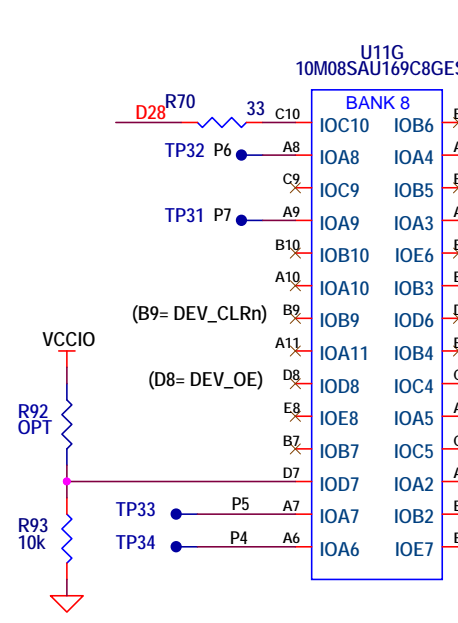 U11G
10M08SAU169C8GES
BANK 8
R70
D28
33
C10
IOC10
IOB6
TP32
P6
A8
IOA8
IOA4
C9
IOC9
IOB5
TP31
P7
A9
IOA9
IOA3
B10
IOB10
IOE6
A10
IOA10
IOB3
(B9= DEV_CLRn)
B9
IOB9
IOD6
VCCIO
A11
IOA11
IOB4
(D8= DEV_OE)
D8
IOD8
IOC4
R92
OPT
E8
IOE8
IOA5
B7
IOB7
IOC5
D7
IOD7
IOA2
TP33
P5
A7
IOA7
IOB2
R93
10k
TP34
P4
A6
IOA6
IOE7